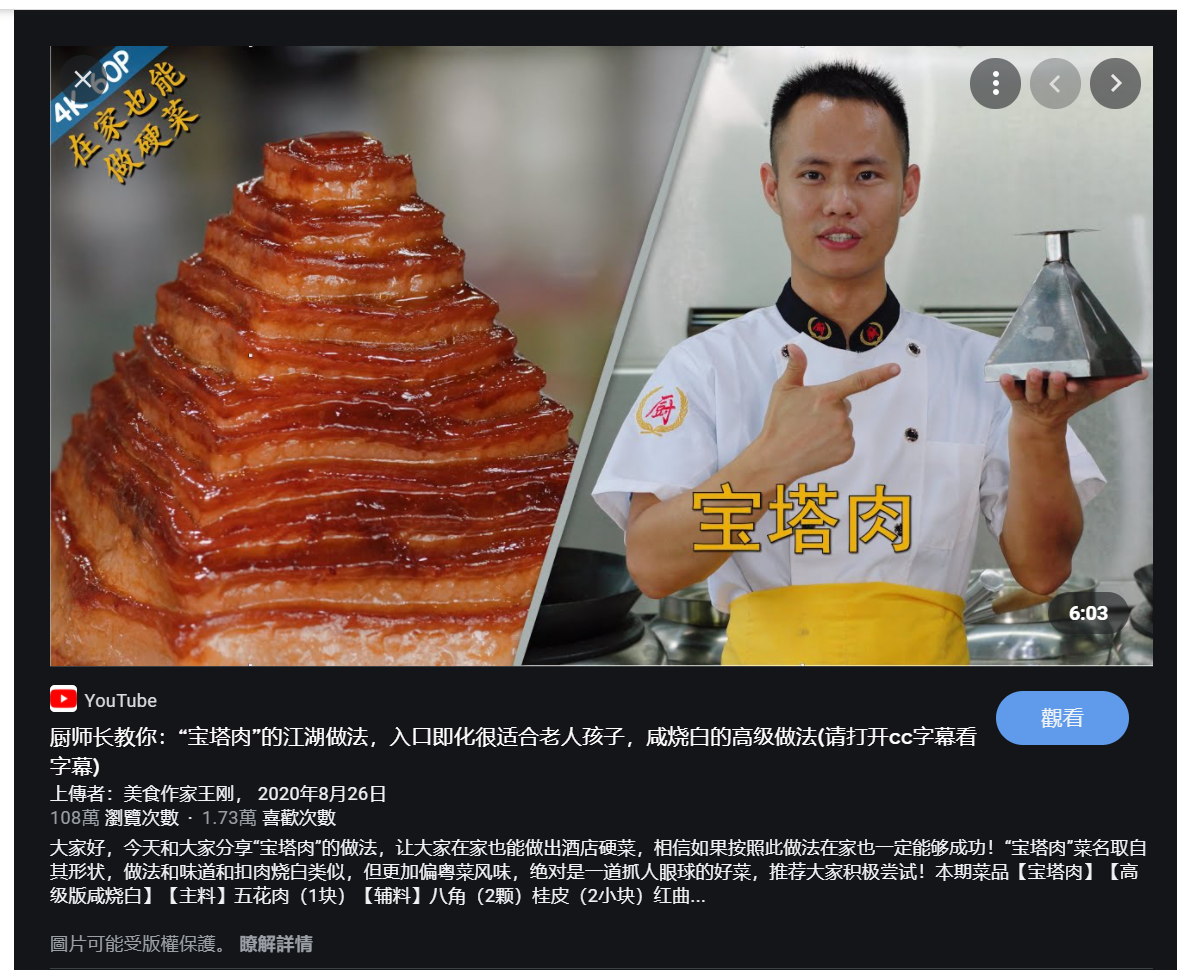 4K 60P
在家也能
做硬菜
厨
厨
厨
宝塔肉
6:03
YouTube
觀看
厨师长教你：“宝塔肉”的江湖做法，入口即化很适合老人孩子，咸烧白的高级做法(请打开cc字幕看
字幕)
上傳者：美食作家王刚， 2020年8月26日
108萬 瀏覽次數 · 1.73萬 喜歡次數
大家好，今天和大家分享“宝塔肉”的做法，让大家在家也能做出酒店硬菜，相信如果按照此做法在家也一定能够成功！“宝塔肉”菜名取自
其形状，做法和味道和扣肉烧白类似，但更加偏粤菜风味，绝对是一道抓人眼球的好菜，推荐大家积极尝试！本期菜品【宝塔肉】【高
级版咸烧白】【主料】五花肉（1块）【辅料】八角（2颗）桂皮（2小块）红曲...
圖片可能受版權保護。 瞭解詳情